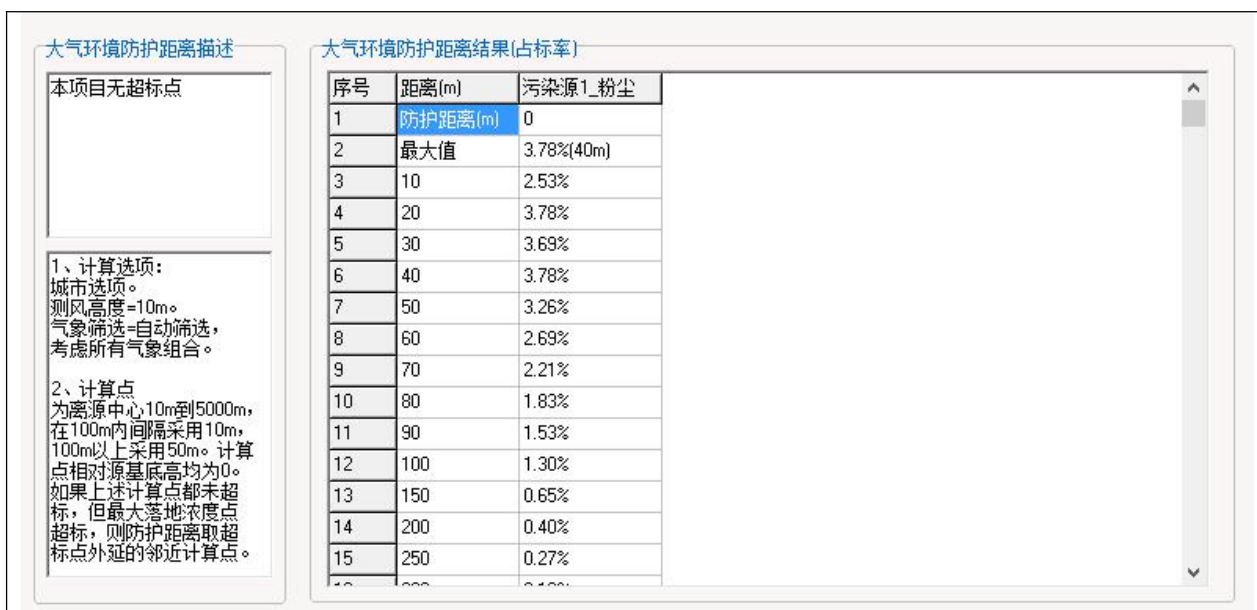 大气环境防护距离描述
本项目无超标点
1、计算选项：
城市选项。
测风高度=10m。
气象筛选=自动筛选，
考虑所有气象组合。
2、计算点
为离源中心10m到5000m，
在100m内间隔采用10m，
100m以上采用50m。计算
点相对源基底高均为0。
如果上述计算点都未超
标，但最大落地浓度点
超标，则防护距离取超
标点外延的邻近计算点。
大气环境防护距离结果(占标率)
序号 距离(m) 污染源1_粉尘
1 防护距离(m) 0
2 最大值 3.78%(40m)
3 10 2.53%
4 20 3.78%
5 30 3.69%
6 40 3.78%
7 50 3.26%
8 60 2.69%
9 70 2.21%
10 80 1.83%
11 90 1.53%
12 100 1.30%
13 150 0.65%
14 200 0.40%
15 250 0.27%